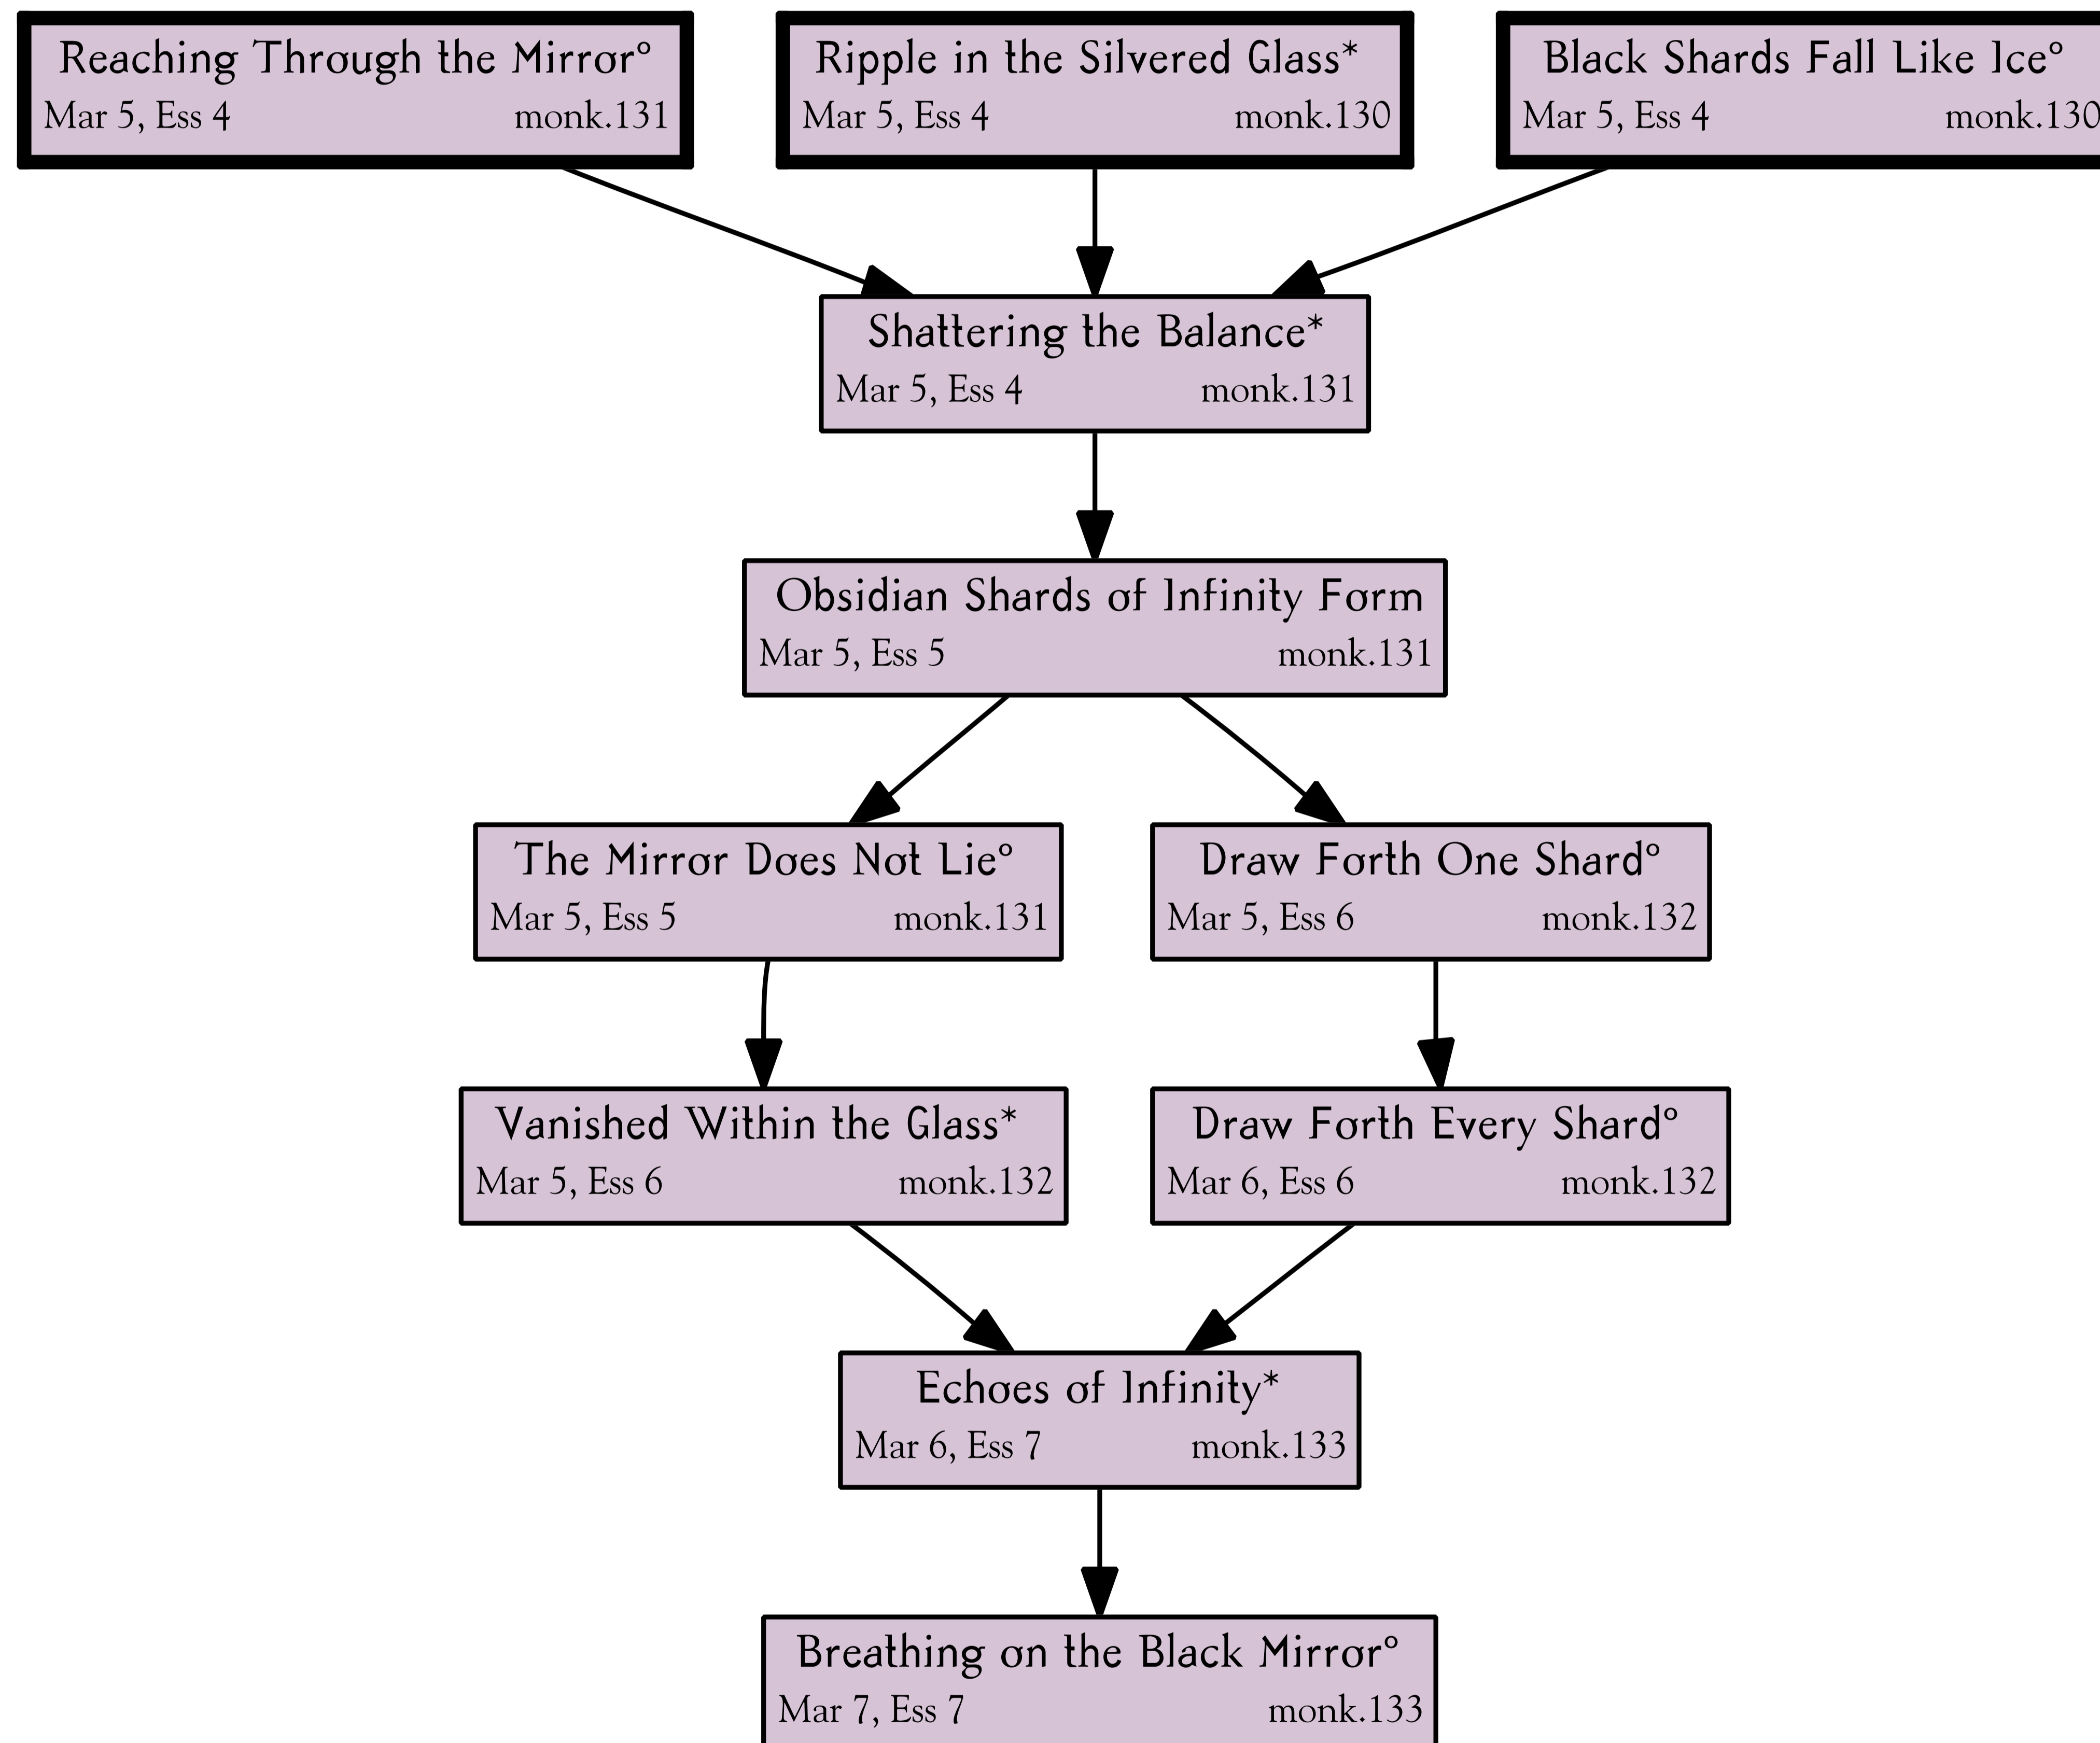 Reaching Through the Mirror°
Mar 5, Ess 4 monk.131
Ripple in the Silvered Glass*
Mar 5, Ess 4 monk.130
Black Shards Fall Like Ice°
Mar 5, Ess 4 monk.130
Shattering the Balance*
Mar 5, Ess 4 monk.131
Obsidian Shards of Infinity Form
Mar 5, Ess 5 monk.131
The Mirror Does Not Lie°
Mar 5, Ess 5 monk.131
Draw Forth One Shard°
Mar 5, Ess 6 monk.132
Vanished Within the Glass*
Mar 5, Ess 6 monk.132
Draw Forth Every Shard°
Mar 6, Ess 6 monk.132
Echoes of Infinity*
Mar 6, Ess 7 monk.133
Breathing on the Black Mirror°
Mar 7, Ess 7 monk.133